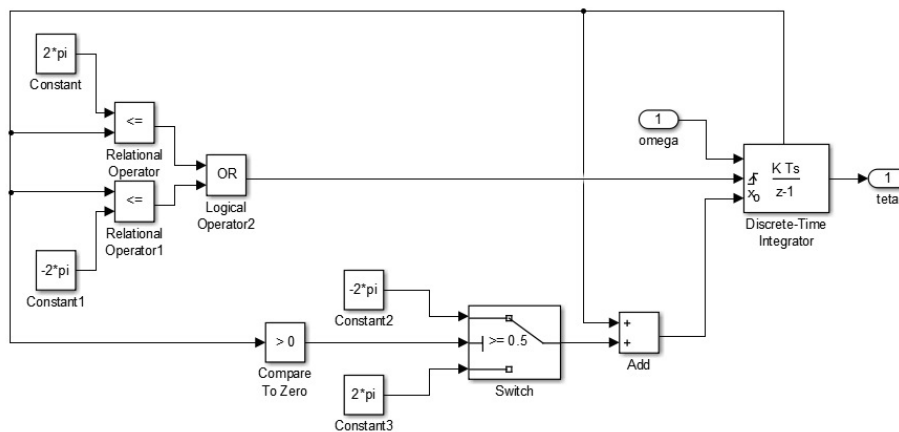 2*pi
Constant
<=
Relational
Operator
<=
Relational
Operator1
-2*pi
Constant1
OR
Logical
Operator2
1
omega
K Ts
z-1
x0
Discrete-Time
Integrator
1
teta
-2*pi
Constant2
> 0
Compare
To Zero
>= 0.5
Switch
2*pi
Constant3
+
+
Add